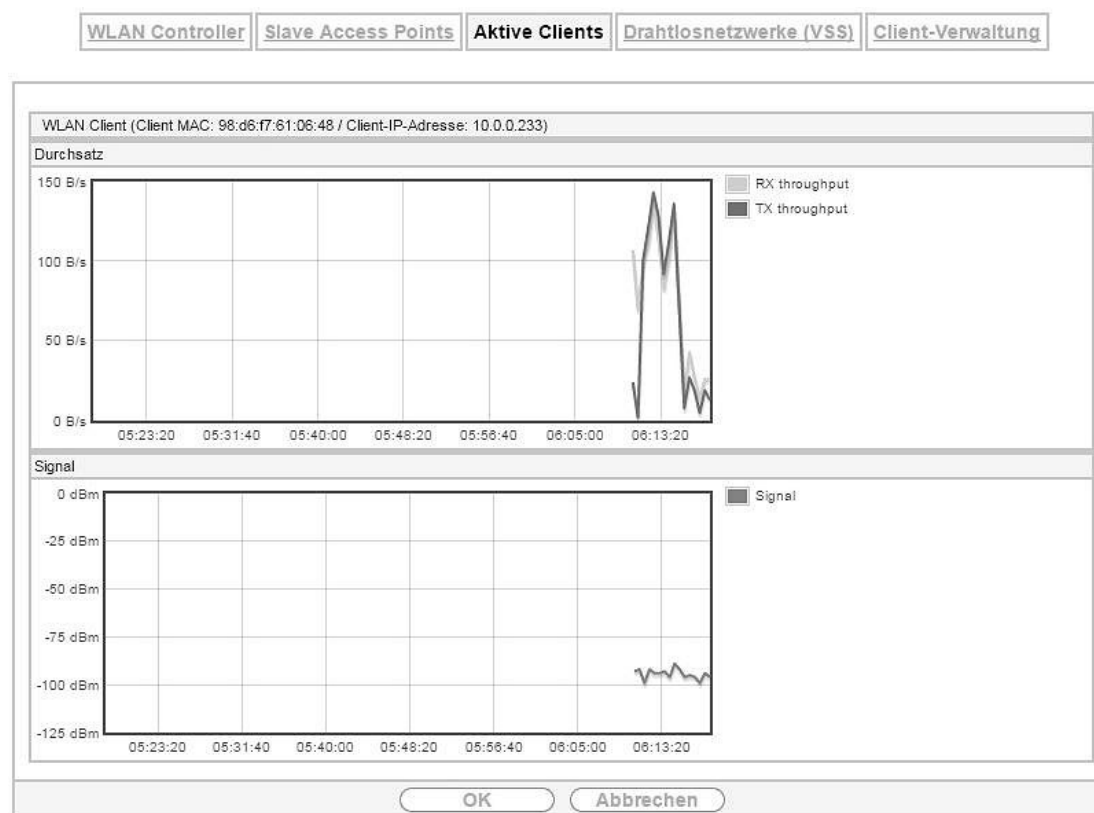 WLAN Controller Slave Access Points Aktive Clients Drahtlosnetzwerke (VSS) Client-Verwaltung
WLAN Client (Client MAC: 98:d6:f7:61:06:48 / Client-IP-Adresse: 10.0.0.233)
Durchsatz
150 B/s
100 B/s
50 B/s
0 B/s
05:23:20 05:31:40 05:40:00 05:48:20 05:56:40 06:05:00 06:13:20
RX throughput
TX throughput
Signal
0 dBm
-25 dBm
-50 dBm
-75 dBm
-100 dBm
-125 dBm
05:23:20 05:31:40 05:40:00 05:48:20 05:56:40 06:05:00 06:13:20
Signal
OK Abbrechen